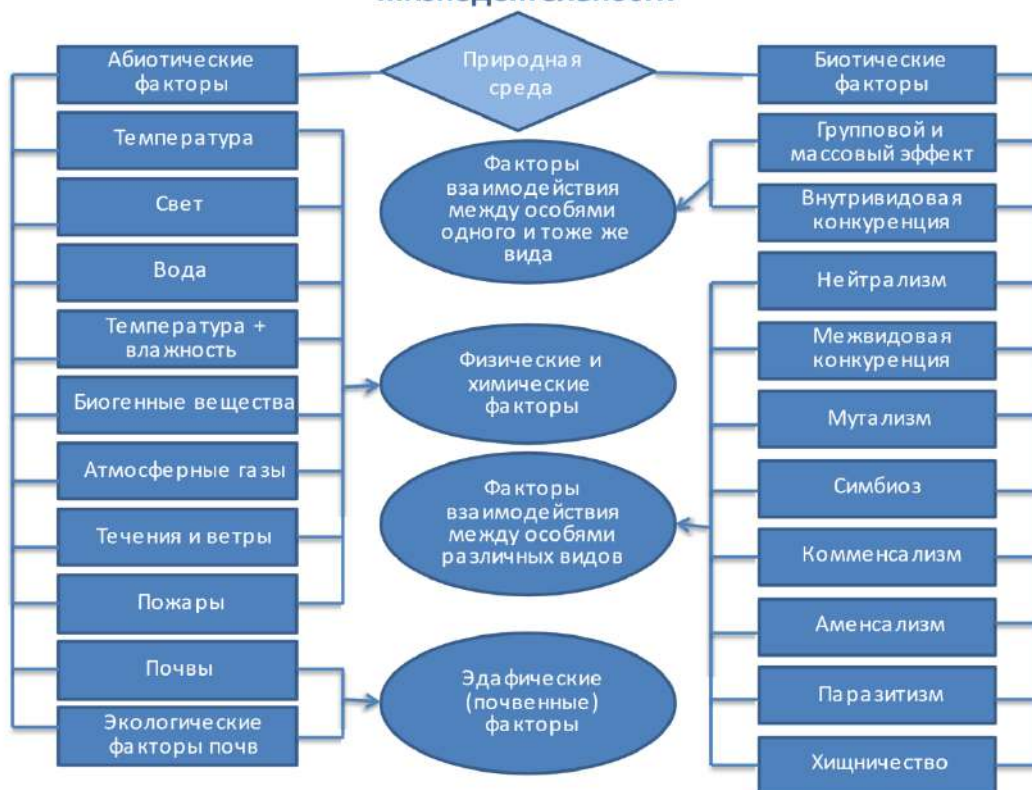 Природная
среда
Абиотические
факторы
Температура
Свет
Вода
Температура +
влажность
Биогенные вещества
Атмосферные газы
Течения и ветры
Пожары
Почвы
Экологические
факторы почв
Факторы
взаимодействия
между особями
одного и тоже же
вида
Физические и
химические
факторы
Факторы
взаимодействия
между особями
различных видов
Эдафические
(почвенные)
факторы
Биотические
факторы
Групповой и
массовый эффект
Внутривидовая
конкуренция
Нейтрализм
Межвидовая
конкуренция
Мутализм
Симбиоз
Комменсализм
Аменсализм
Паразитизм
Хищничество